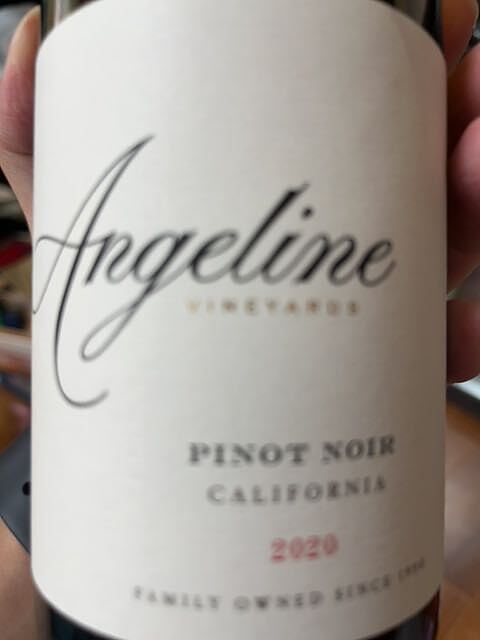 Angeline
VINEYARDS
PINOT NOIR
CALIFORNIA
2020
FAMILY OWNED SINCE